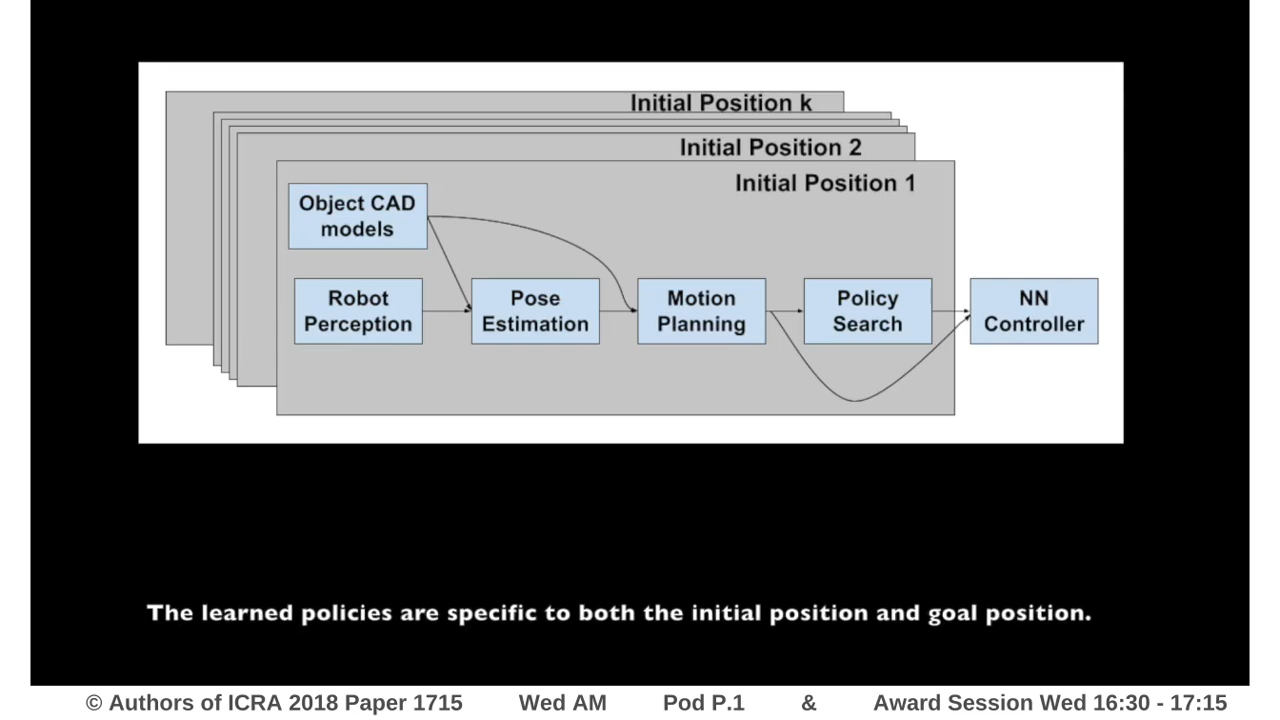 Initial Position k
Initial Position 2
Initial Position 1
Object CAD
models
Robot
Perception
Pose
Estimation
Motion
Planning
Policy
Search
NN
Controller
The learned policies are specific to both the initial position and goal position.
© Authors of ICRA 2018 Paper 1715 Wed AM Pod P.1 & Award Session Wed 16:30 - 17:15